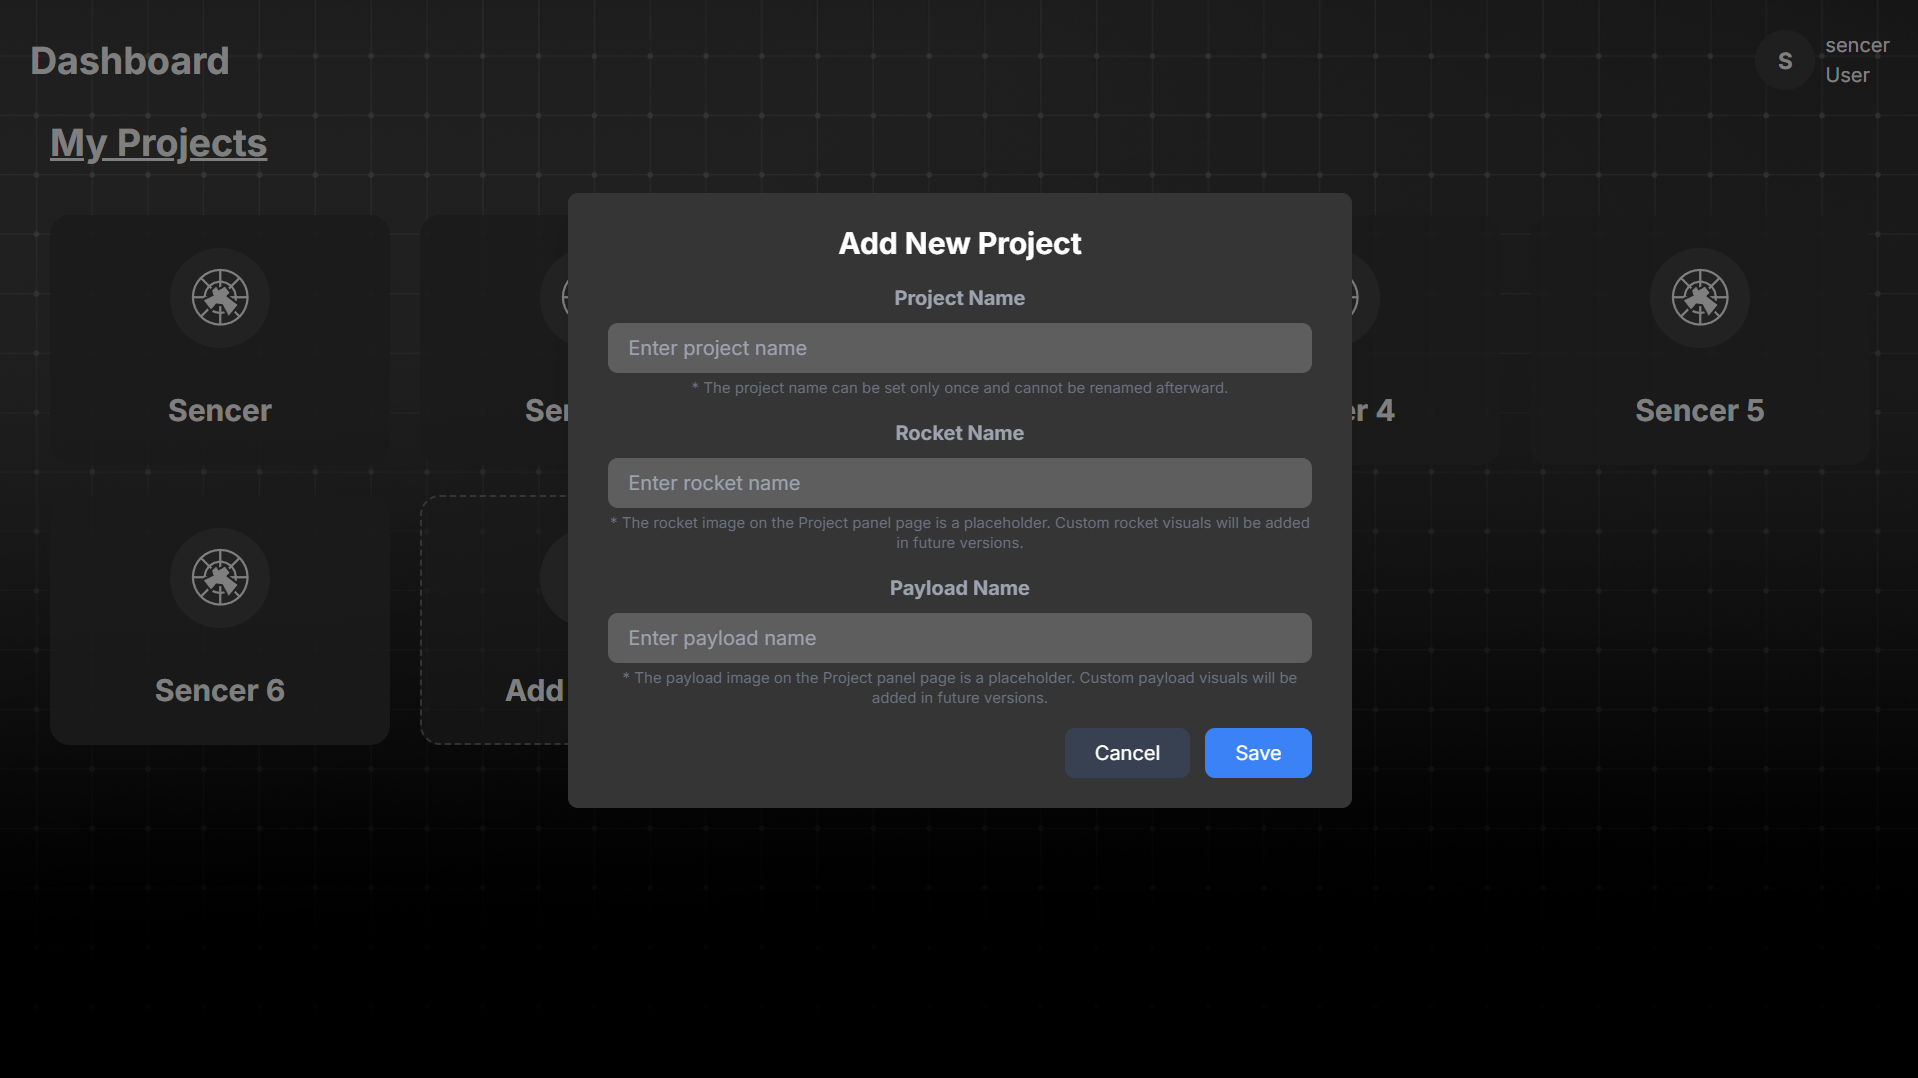 Dashboard
S
sencer
User
My Projects
Add New Project
Project Name
Enter project name
* The project name can be set only once and cannot be renamed afterward.
Rocket Name
Enter rocket name
* The rocket image on the Project panel page is a placeholder. Custom rocket visuals will be added
in future versions.
Payload Name
Enter payload name
* The payload image on the Project panel page is a placeholder. Custom payload visuals will be
added in future versions.
Cancel
Save
Sencer
4
Sencer 5
Sencer 6
Add